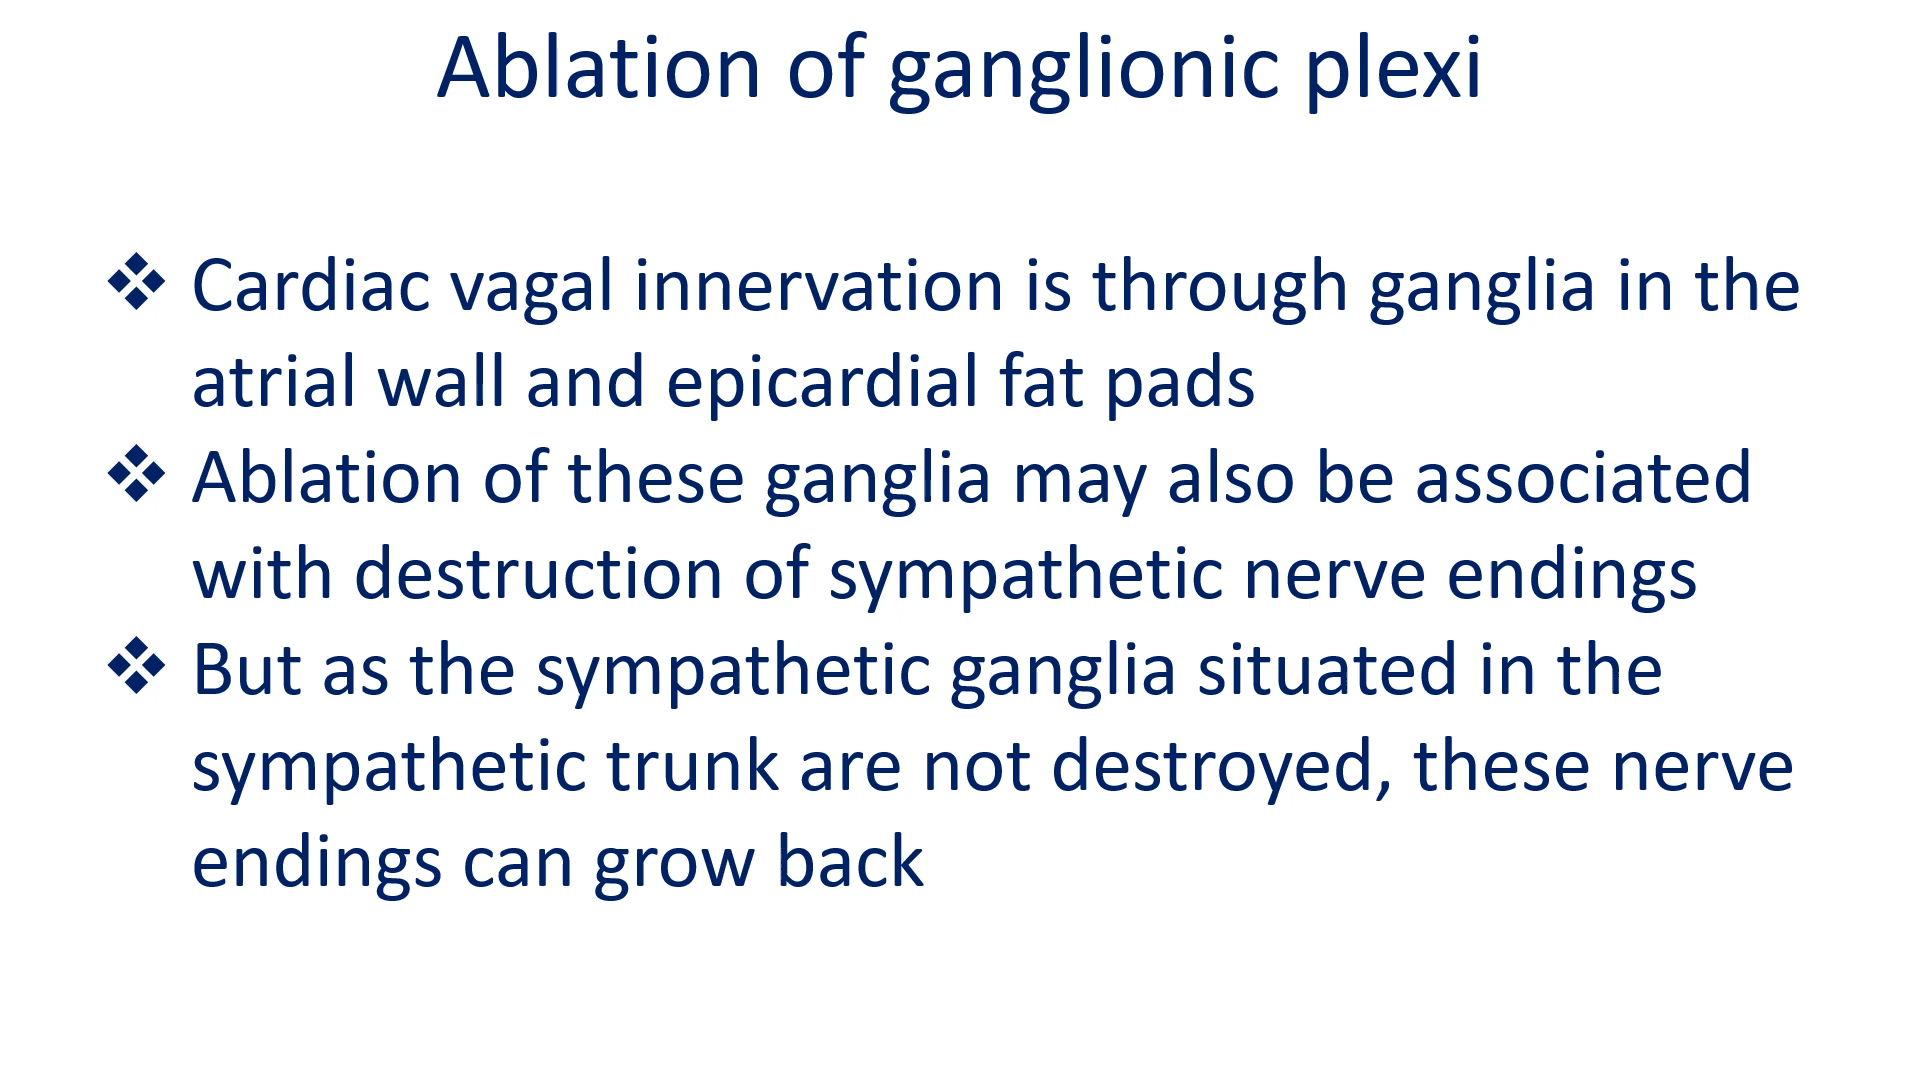 Ablation of ganglionic plexi
❖ Cardiac vagal innervation is through ganglia in the
atrial wall and epicardial fat pads
❖ Ablation of these ganglia may also be associated
with destruction of sympathetic nerve endings
❖ But as the sympathetic ganglia situated in the
sympathetic trunk are not destroyed, these nerve
endings can grow back